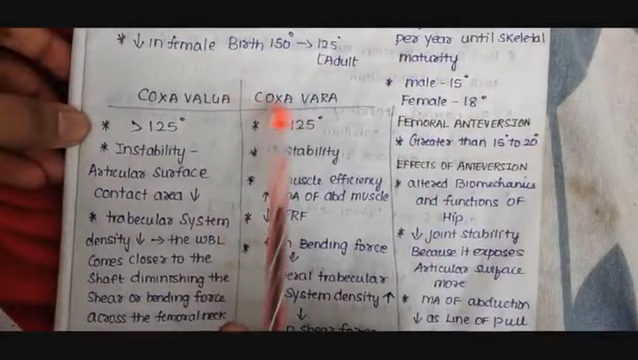 * ↓ in female Birth 150° → 125°
(Adult
COXA VALGA
* > 125°
* Instability -
Articular Surface
Contact area ↓
* trabecular System
density ↓ → the WBL
Comes closer to the
Shaft diminishing the
Shear or bending force
across the femoral neck
COXA VARA
* 125°
* stability
* muscle efficiency
↑ MA OF abd muscle
* ↓ RF
* Bending force
↓
trabecular
System density ↑
↓
shear force
per year until skeletal
maturity
* male - 15°
Female - 18°
FEMORAL ANTEVERSION
* Greater than 15° to 20°
EFFECTS OF ANTEVERSION
* altered Biomechanics
and functions OF
Hip
* ↓ Joint stability
Because it exposes
Articular surface
more
* MA OF abduction
↓ as Line of pull